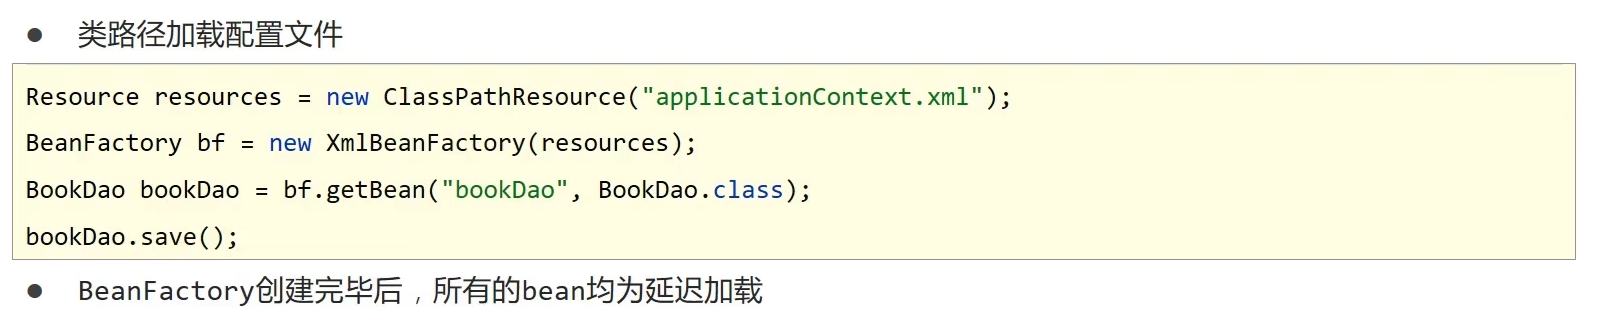 ● 类路径加载配置文件
Resource resources = new ClassPathResource("applicationContext.xml");
BeanFactory bf = new XmlBeanFactory(resources);
BookDao bookDao = bf.getBean("bookDao", BookDao.class);
bookDao.save();
● BeanFactory创建完毕后，所有的bean均为延迟加载